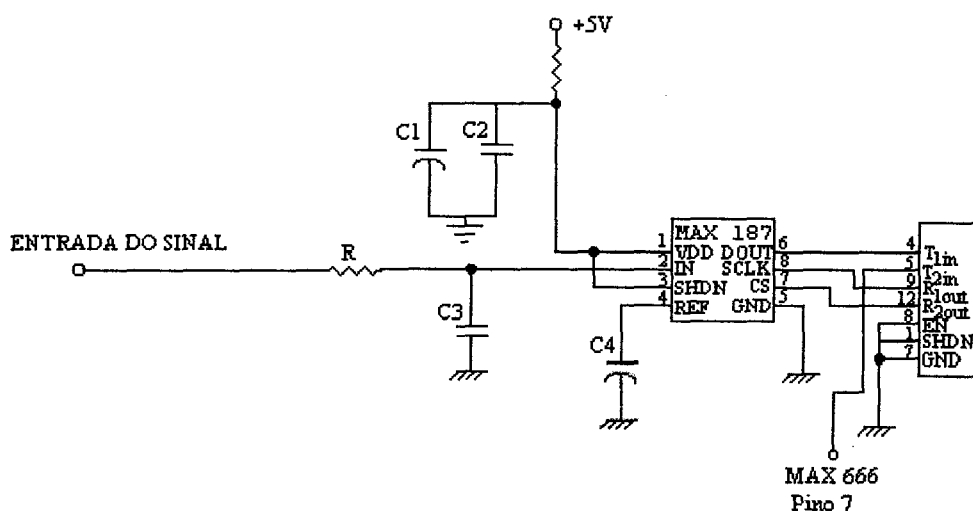 +5V
C1
C2
ENTRADA DO SINAL
R
C3
C4
MAX 187
1 VDD DOUT 6
2 IN SCLK 8
3 SHDN CS 7
4 REF GND 5
4 T1in
5 T2in
9 R1out
12 R2out
8 EN
1 SHDN
7 GND
MAX 666
Pino 7